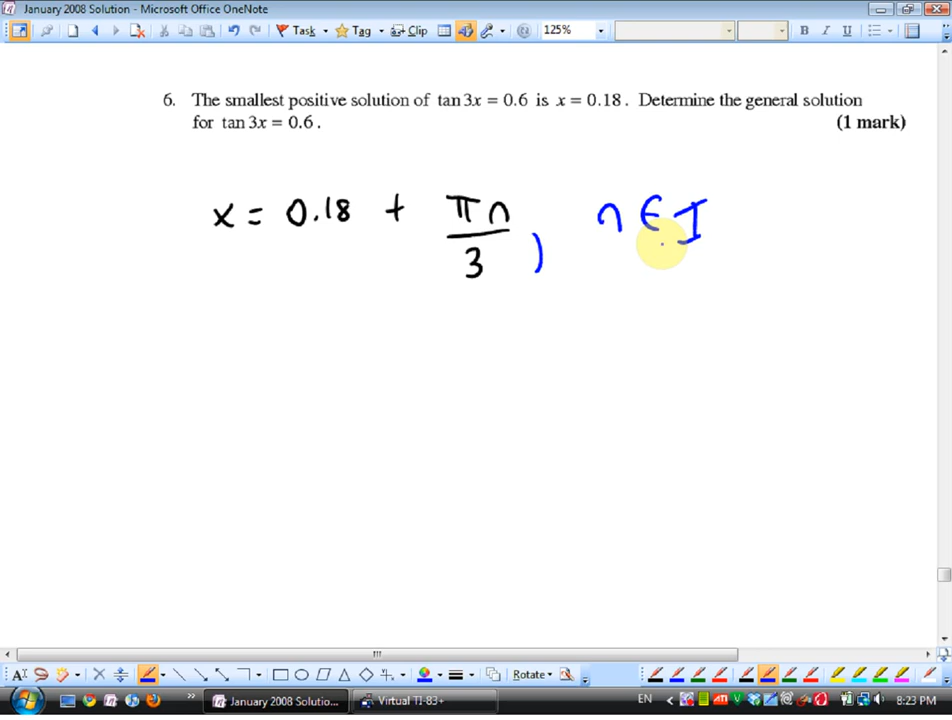 January 2008 Solution - Microsoft Office OneNote
Task Tag Clip 125% B I U
6. The smallest positive solution of tan 3x = 0.6 is x = 0.18. Determine the general solution
for tan 3x = 0.6. (1 mark)
x = 0.18 + πn/3 , n ∈ I
Rotate
January 2008 Solutio... Virtual TI-83+ EN 8:23 PM